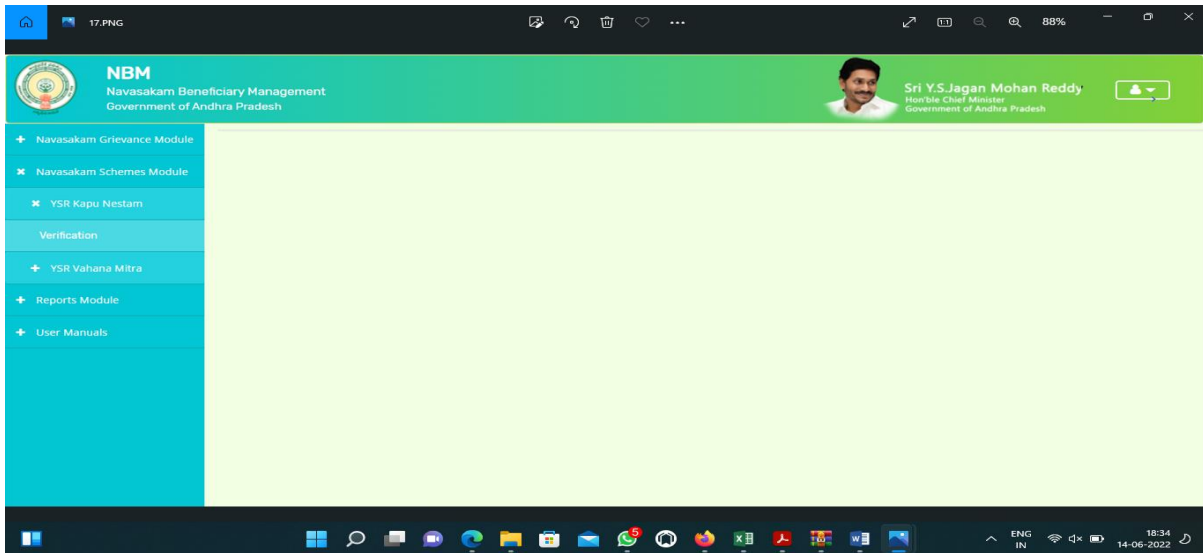 17.PNG
88%
NBM
Navasakam Beneficiary Management
Government of Andhra Pradesh
Sri Y.S.Jagan Mohan Reddy
Hon'ble Chief Minister
Government of Andhra Pradesh
Navasakam Grievance Module
Navasakam Schemes Module
YSR Kapu Nestam
Verification
YSR Vahana Mitra
Reports Module
User Manuals
5
ENG
IN
18:34
14-06-2022